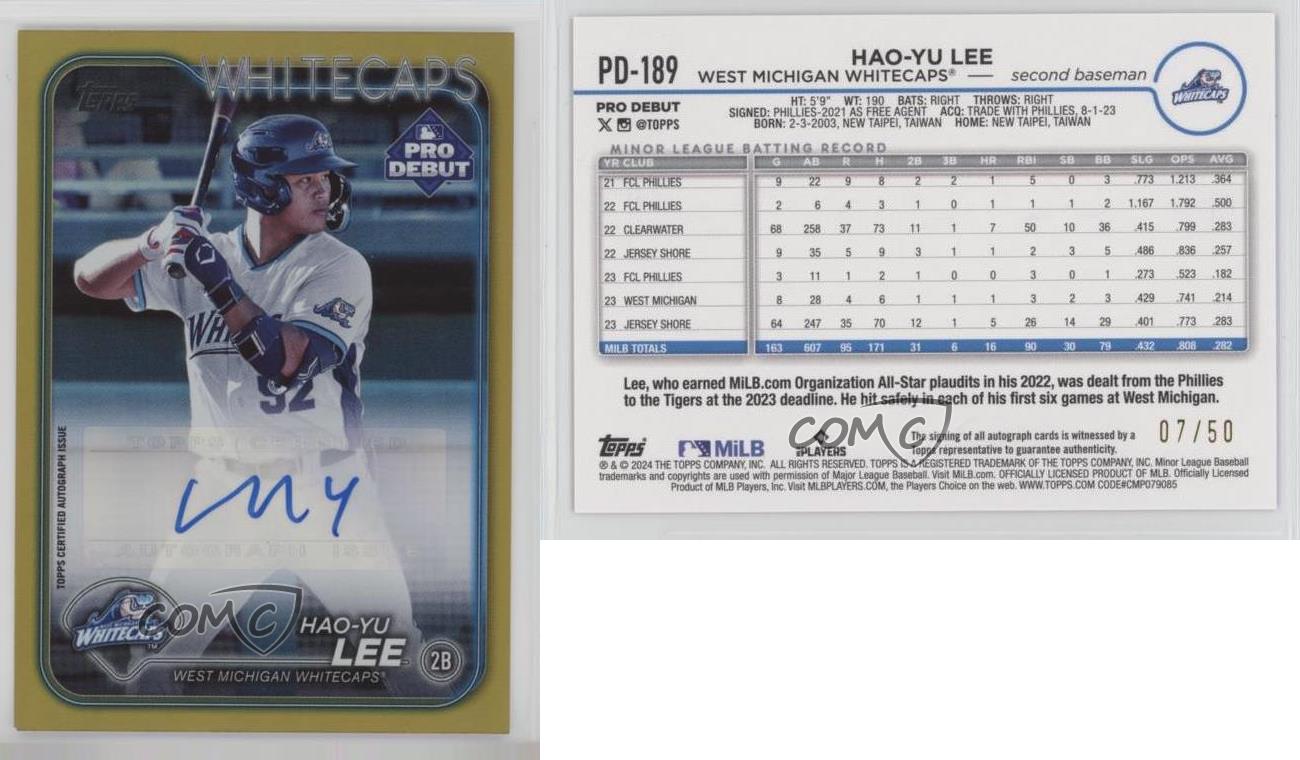 WHITECAPS
Topps
PRO
DEBUT
WHITECAPS
92
TOPPS CERTIFIED
AUTOGRAPH ISSUE
TOPPS CERTIFIED AUTOGRAPH ISSUE
WEST MICHIGAN
WHITECAPS™
COMC
HAO-YU
LEE
2B
WEST MICHIGAN WHITECAPS®
PD-189
HAO-YU LEE
WEST MICHIGAN WHITECAPS® — second baseman
WHITECAPS
PRO DEBUT
X @TOPPS
HT: 5'9" WT: 190 BATS: RIGHT THROWS: RIGHT
SIGNED: PHILLIES-2021 AS FREE AGENT ACQ: TRADE WITH PHILLIES, 8-1-23
BORN: 2-3-2003, NEW TAIPEI, TAIWAN HOME: NEW TAIPEI, TAIWAN
MINOR LEAGUE BATTING RECORD
YR CLUB G AB R H 2B 3B HR RBI SB BB SLG OPS AVG
21 FCL PHILLIES 9 22 9 8 2 2 1 5 0 3 .773 1.213 .364
22 FCL PHILLIES 2 6 4 3 1 0 1 1 1 2 1.167 1.792 .500
22 CLEARWATER 68 258 37 73 11 1 7 50 10 36 .415 .799 .283
22 JERSEY SHORE 9 35 5 9 3 1 1 2 3 5 .486 .836 .257
23 FCL PHILLIES 3 11 1 2 1 0 0 3 0 1 .273 .523 .182
23 WEST MICHIGAN 8 28 4 6 1 1 1 3 2 3 .429 .741 .214
23 JERSEY SHORE 64 247 35 70 12 1 5 26 14 29 .401 .773 .283
MILB TOTALS 163 607 95 171 31 6 16 90 30 79 .432 .808 .282
Lee, who earned MiLB.com Organization All-Star plaudits in his 2022, was dealt from the Phillies
to the Tigers at the 2023 deadline. He hit safely in each of his first six games at West Michigan.
COMC
Topps MiLB PLAYERS
The signing of all autograph cards is witnessed by a
Topps representative to guarantee authenticity.
07/50
® & © 2024 THE TOPPS COMPANY, INC. ALL RIGHTS RESERVED. TOPPS IS A REGISTERED TRADEMARK OF THE TOPPS COMPANY, INC. Minor League Baseball
trademarks and copyrights are used with permission of Major League Baseball. Visit MiLB.com. OFFICIALLY LICENSED PRODUCT OF MLB. Officially Licensed
Product of MLB Players, Inc. Visit MLBPLAYERS.COM, the Players Choice on the web. WWW.TOPPS.COM CODE#CMP079085